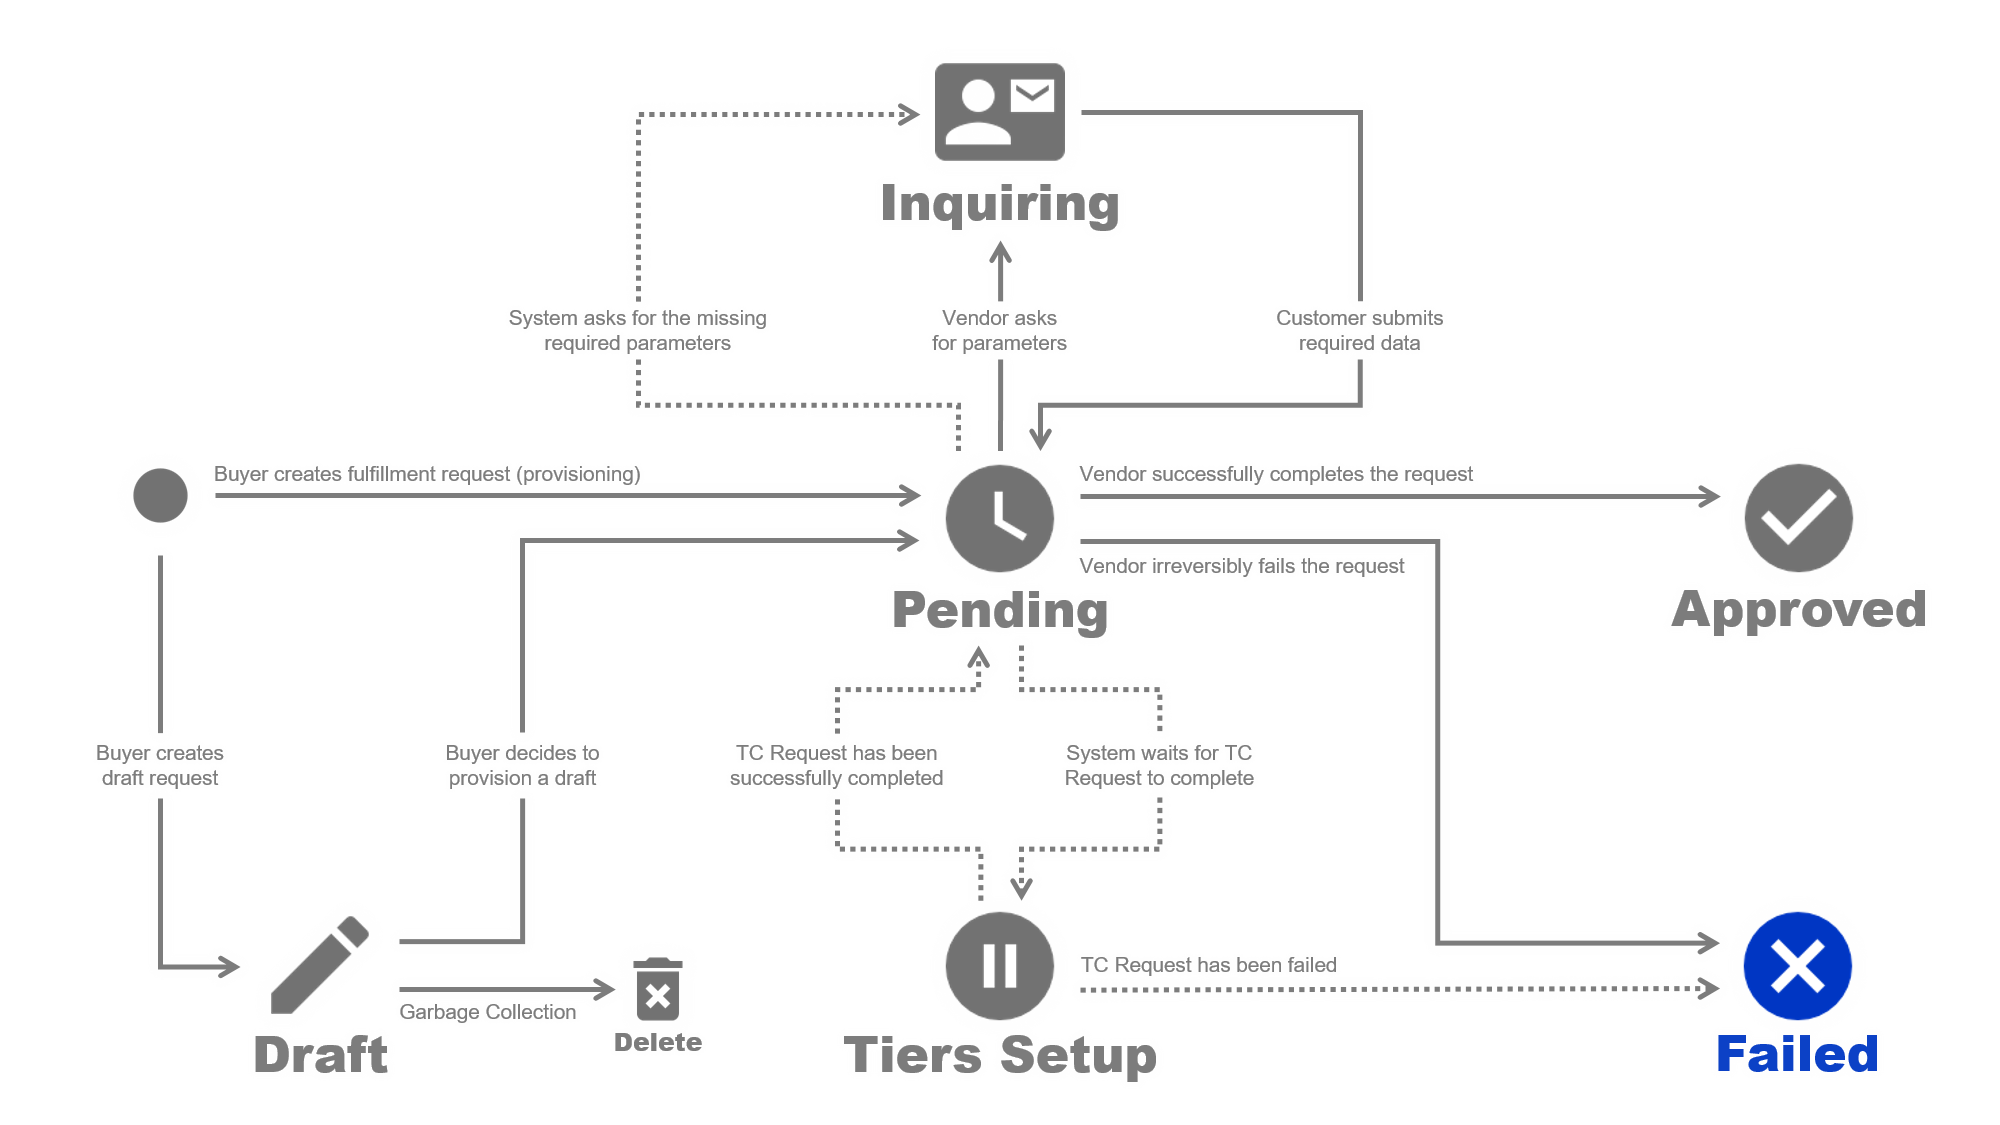 Inquiring
System asks for the missing
required parameters
Vendor asks
for parameters
Customer submits
required data
Buyer creates fulfillment request (provisioning)
Vendor successfully completes the request
Vendor irreversibly fails the request
Pending
Approved
Buyer creates
draft request
Buyer decides to
provision a draft
TC Request has been
successfully completed
System waits for TC
Request to complete
TC Request has been failed
Garbage Collection
Delete
Draft
Tiers Setup
Failed